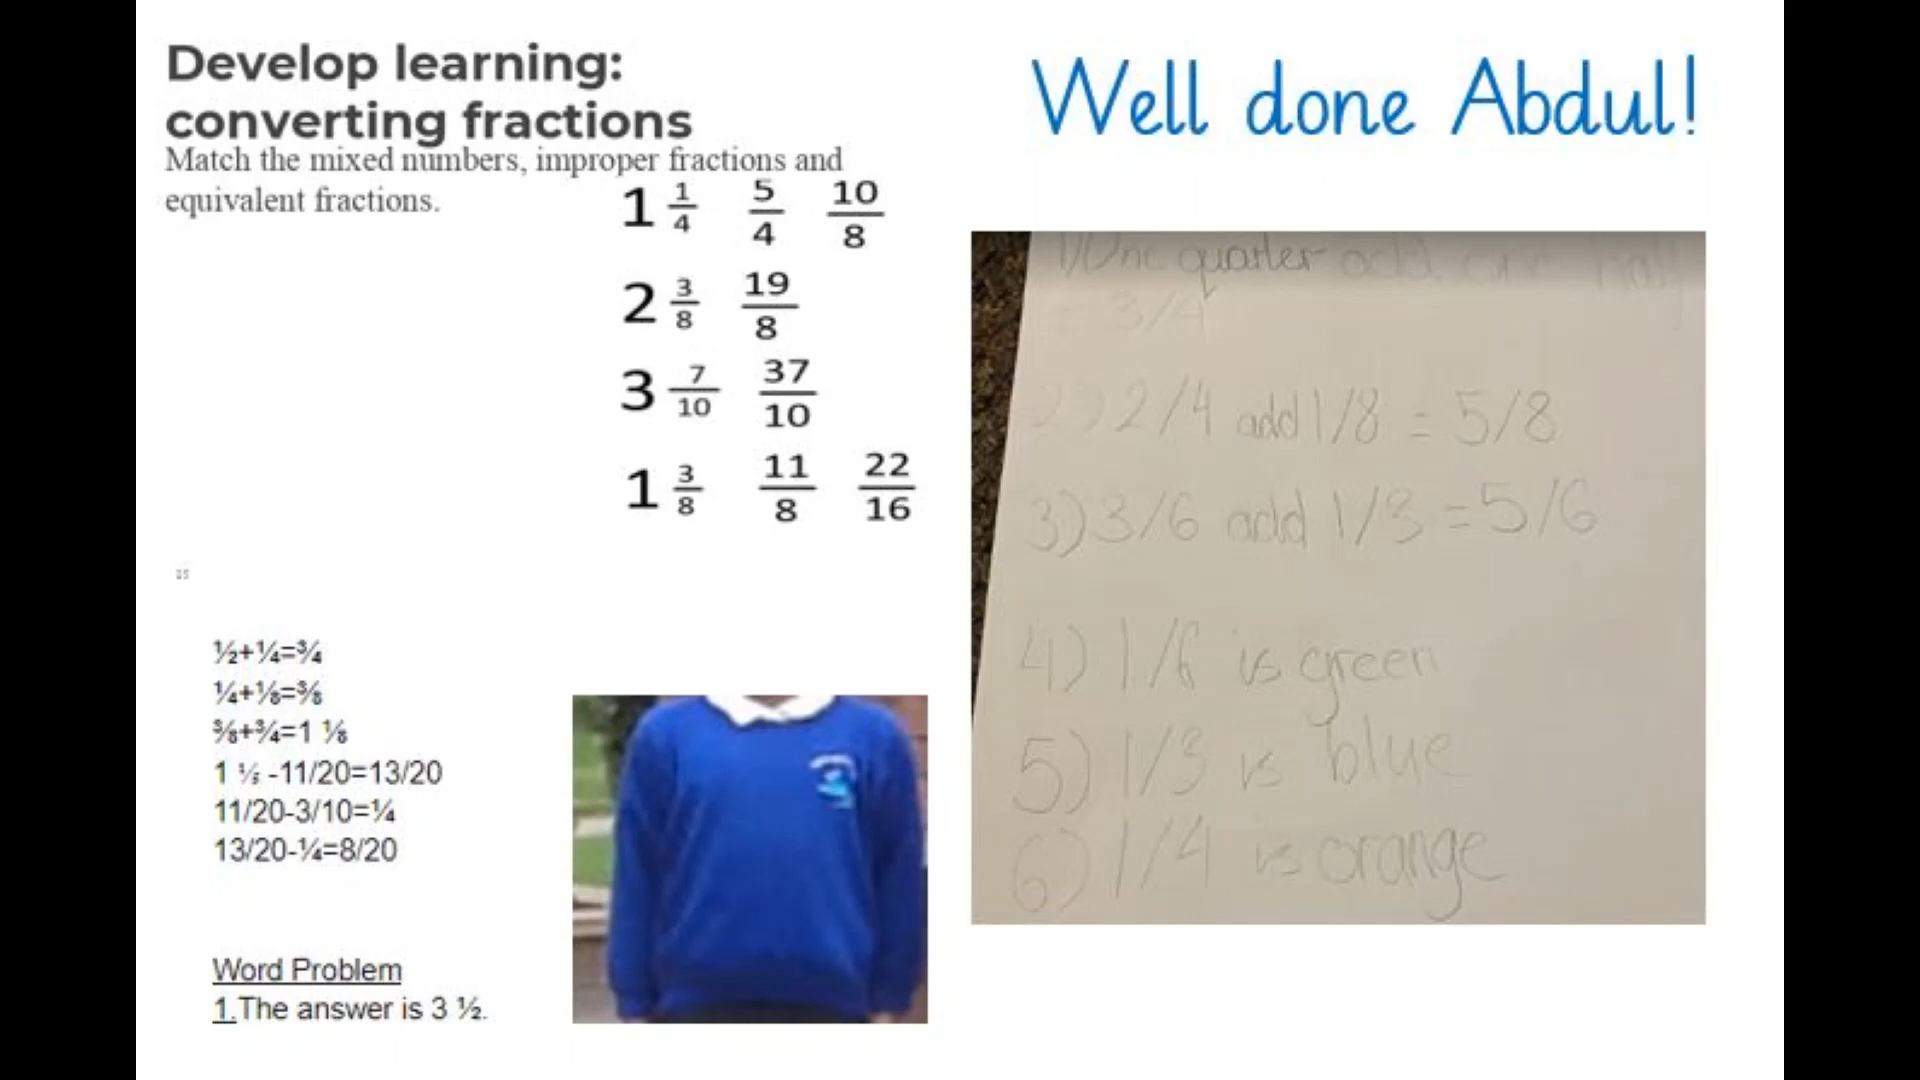 Develop learning:
converting fractions
Match the mixed numbers, improper fractions and
equivalent fractions.
1 1/4 5/4 10/8
2 3/8 19/8
3 7/10 37/10
1 3/8 11/8 22/16
15
½+¼=¾
¼+⅛=⅜
⅜+¾=1 ⅛
1 ⅕ -11/20=13/20
11/20-3/10=¼
13/20-¼=8/20
Word Problem
1.The answer is 3 ½.
Well done Abdul!
1) One quarter add one half
= 3/4
2) 2/4 add 1/8 = 5/8
3) 3/6 add 1/3 = 5/6
4) 1/6 is green
5) 1/3 is blue
6) 1/4 is orange